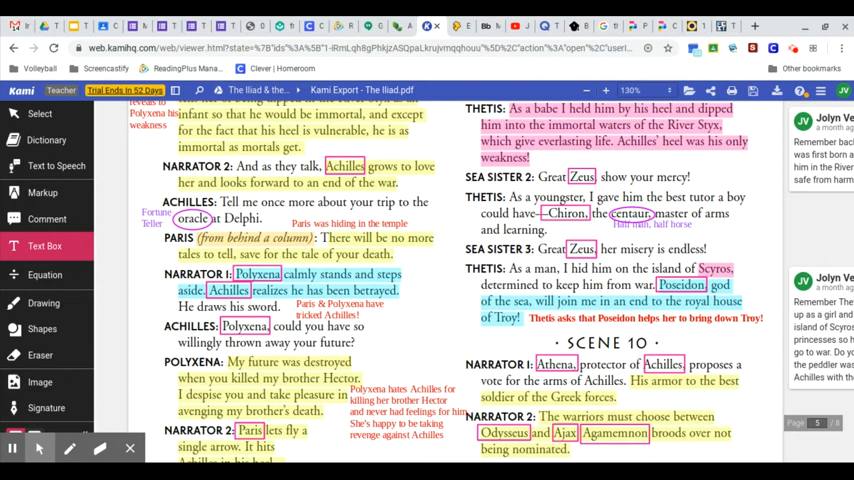 web.kamihq.com/web/viewer.html?state=%7B"ids%3A%5B"1-iRmLqh8gPhkjzASQpaLkrujvmqqhouu"%5D%2C"action"%3A"open"%2C"userI...
Volleyball
Screencastify
ReadingPlus Mana...
Clever | Homeroom
Other bookmarks
Kami
Teacher
Trial Ends In 52 Days
The Iliad & the...
Kami Export - The Iliad.pdf
130%
JV
Select
Dictionary
Text to Speech
Markup
Comment
Text Box
Equation
Drawing
Shapes
Eraser
Image
Signature
reveals to
Polyxena his
weakness
infant so that he would be immortal, and except
for the fact that his heel is vulnerable, he is as
immortal as mortals get.
NARRATOR 2: And as they talk, Achilles grows to love
her and looks forward to an end of the war.
ACHILLES: Tell me once more about your trip to the
oracle at Delphi.
Fortune
Teller
Paris was hiding in the temple
PARIS (from behind a column): There will be no more
tales to tell, save for the tale of your death.
NARRATOR 1: Polyxena calmly stands and steps
aside. Achilles realizes he has been betrayed.
He draws his sword.
Paris & Polyxena have
tricked Achilles!
ACHILLES: Polyxena, could you have so
willingly thrown away your future?
POLYXENA: My future was destroyed
when you killed my brother Hector.
I despise you and take pleasure in
avenging my brother's death.
Polyxena hates Achilles for
killing her brother Hector
and never had feelings for him
She's happy to be taking
revenge against Achilles
NARRATOR 2: Paris lets fly a
single arrow. It hits
Achilles in his heel
THETIS: As a babe I held him by his heel and dipped
him into the immortal waters of the River Styx,
which give everlasting life. Achilles' heel was his only
weakness!
SEA SISTER 2: Great Zeus, show your mercy!
THETIS: As a youngster, I gave him the best tutor a boy
could have—Chiron, the centaur, master of arms
and learning.
Half man, half horse
SEA SISTER 3: Great Zeus, her misery is endless!
THETIS: As a man, I hid him on the island of Scyros,
determined to keep him from war. Poseidon, god
of the sea, will join me in an end to the royal house
of Troy!
Thetis asks that Poseidon helps her to bring down Troy!
• SCENE 10 •
NARRATOR 1: Athena, protector of Achilles, proposes a
vote for the arms of Achilles. His armor to the best
soldier of the Greek forces.
NARRATOR 2: The warriors must choose between
Odysseus and Ajax Agamemnon broods over not
being nominated.
JV
Jolyn Ve
a month ag
Remember back
was first born a
him in the River
safe from harm
JV
Jolyn Ve
a month ag
Remember The
up as a girl and
island of Scyros
princesses so h
go to war. Do yo
the peddler was
Achilles with th
Page 5 / 8